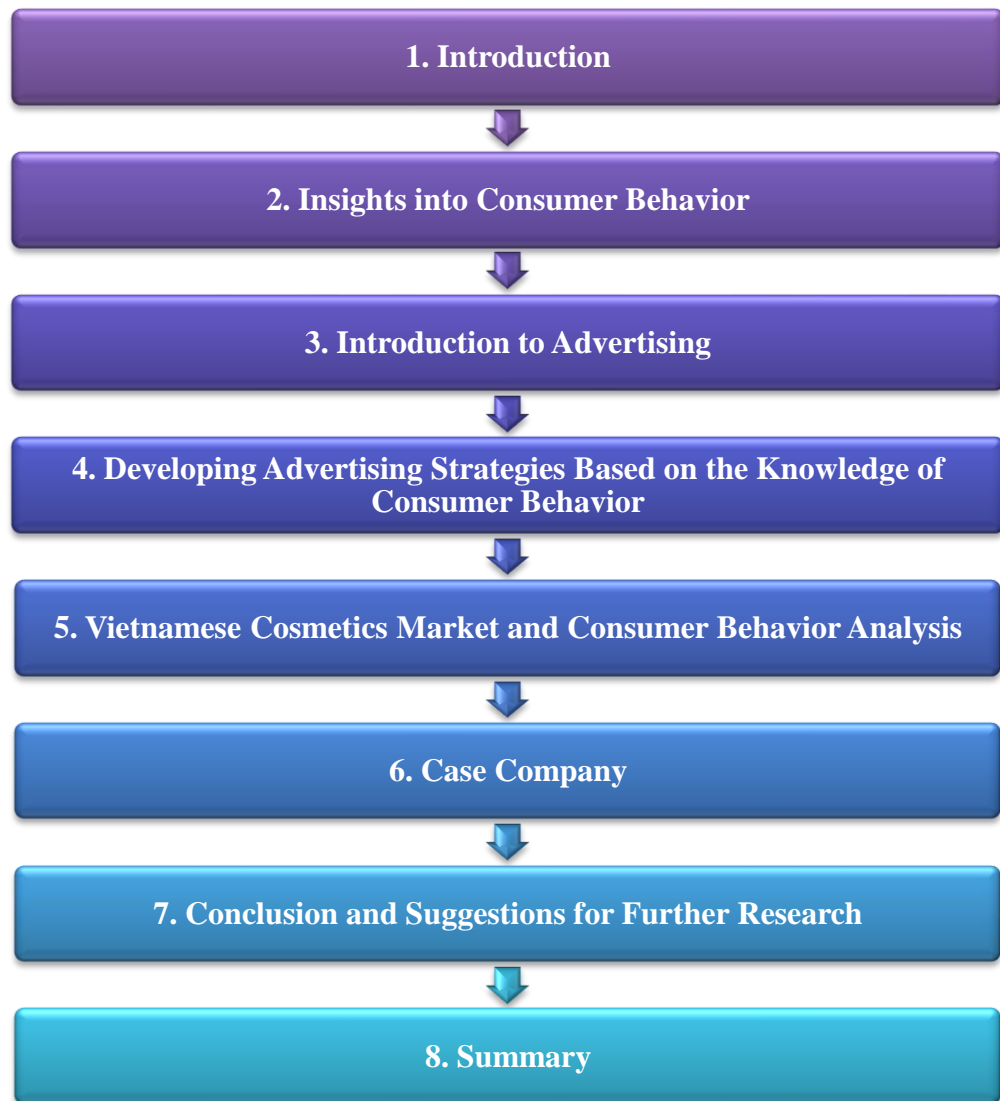 1. Introduction
2. Insights into Consumer Behavior
3. Introduction to Advertising
4. Developing Advertising Strategies Based on the Knowledge of
Consumer Behavior
5. Vietnamese Cosmetics Market and Consumer Behavior Analysis
6. Case Company
7. Conclusion and Suggestions for Further Research
8. Summary